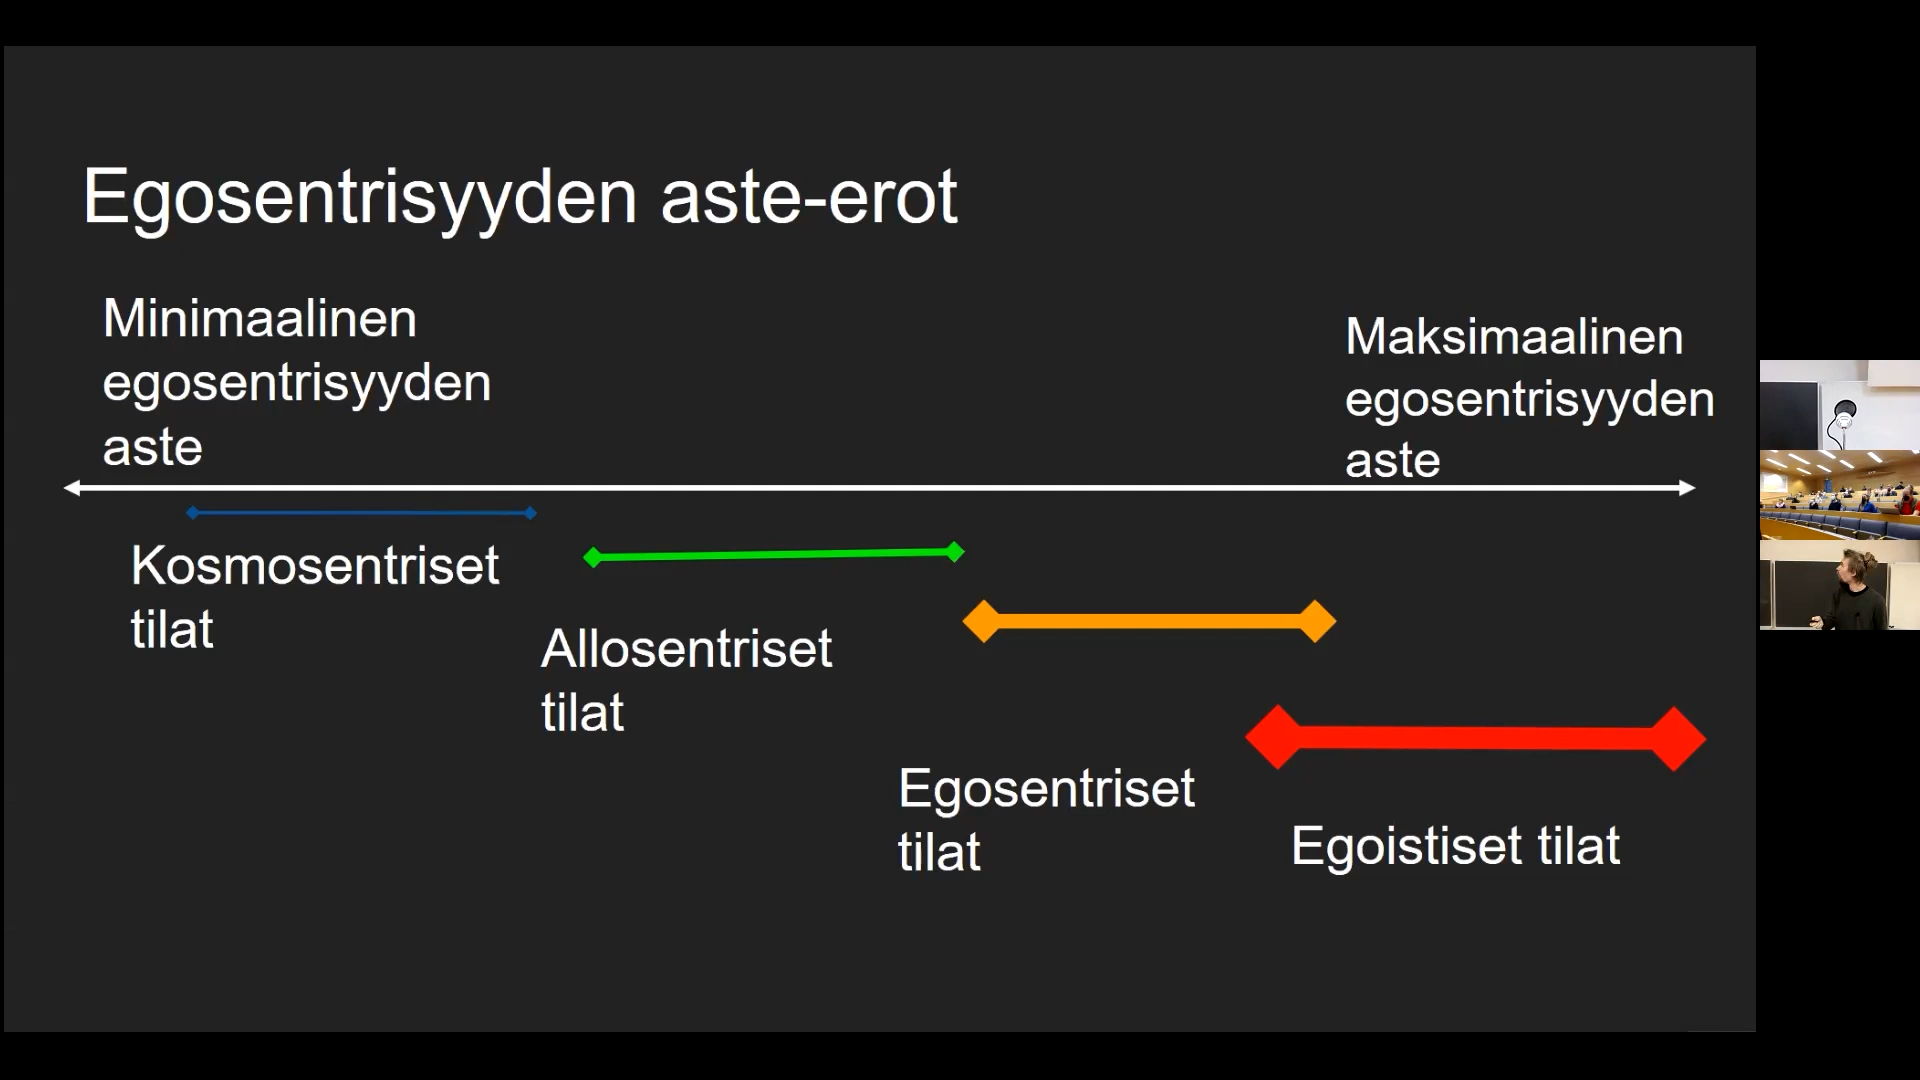 Egosentrisyyden aste-erot
Minimaalinen
egosentrisyyden
aste
Maksimaalinen
egosentrisyyden
aste
Kosmosentriset
tilat
Allosentriset
tilat
Egosentriset
tilat
Egoistiset tilat